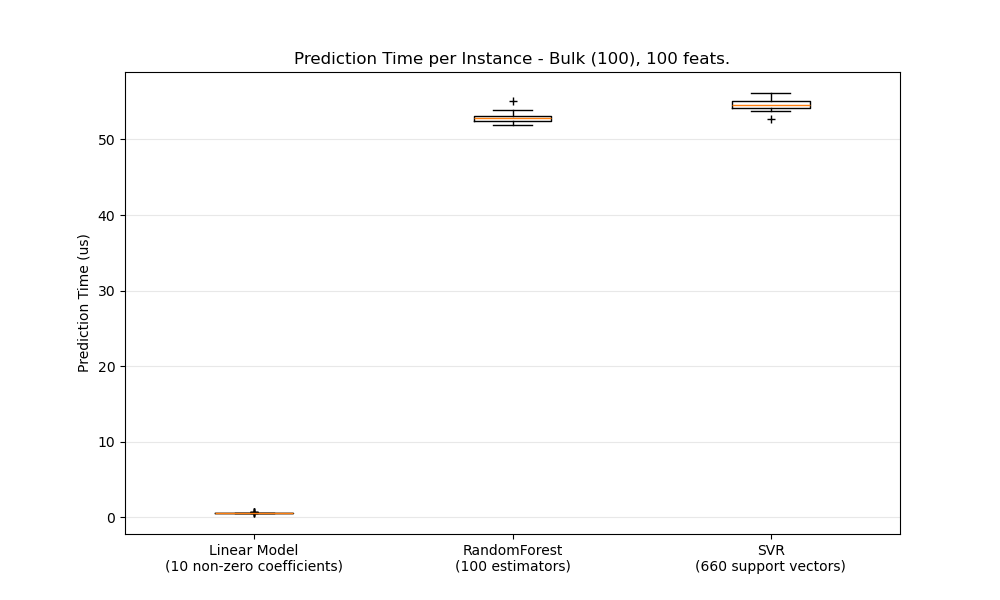 Prediction Time per Instance - Bulk (100), 100 feats.
Prediction Time (us)
50
40
30
20
10
0
Linear Model
(10 non-zero coefficients)
RandomForest
(100 estimators)
SVR
(660 support vectors)